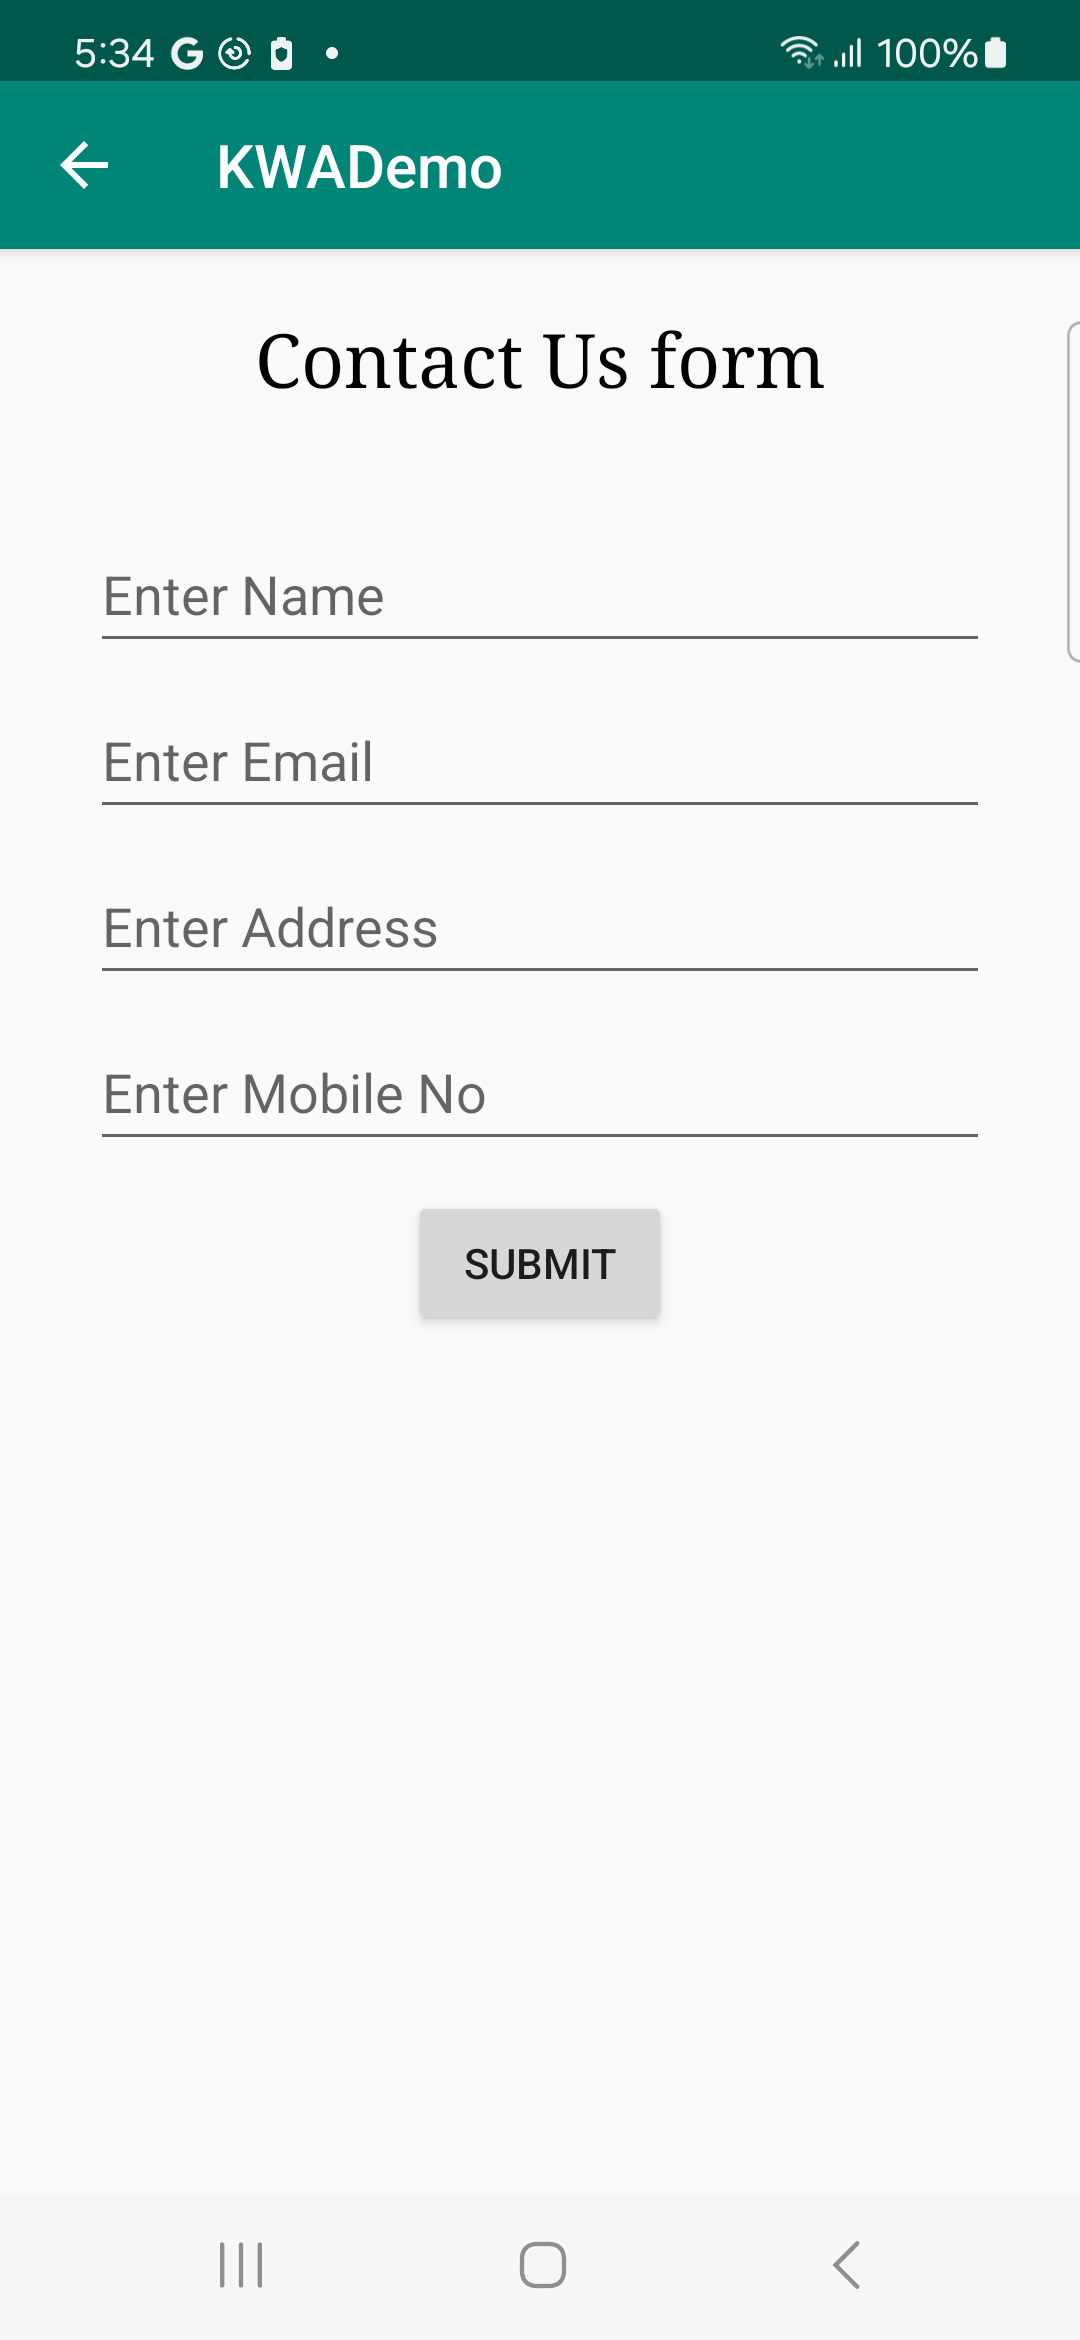 5:34 G 100%
KWADemo
Contact Us form
Enter Name
Enter Email
Enter Address
Enter Mobile No
SUBMIT